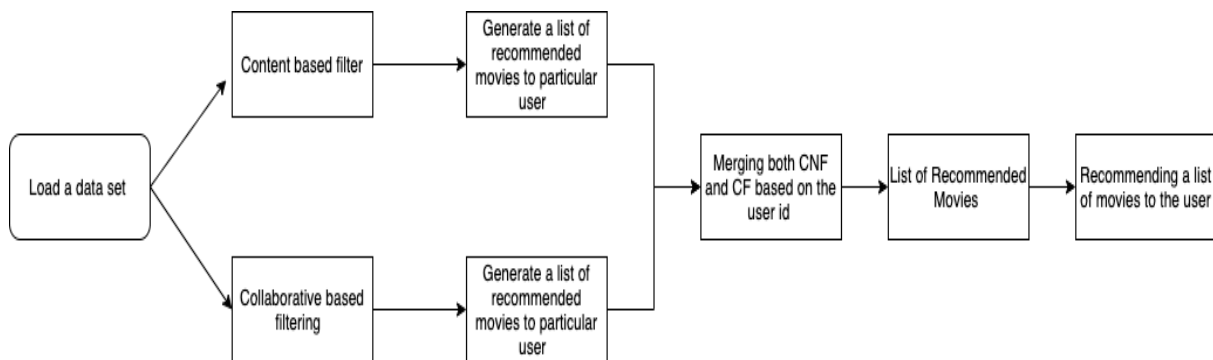 Load a data set
Content based filter
Generate a list of
recommended
movies to particular
user
Collaborative based
filtering
Generate a list of
recommended
movies to particular
user
Merging both CNF
and CF based on the
user id
List of Recommended
Movies
Recommending a list
of movies to the user